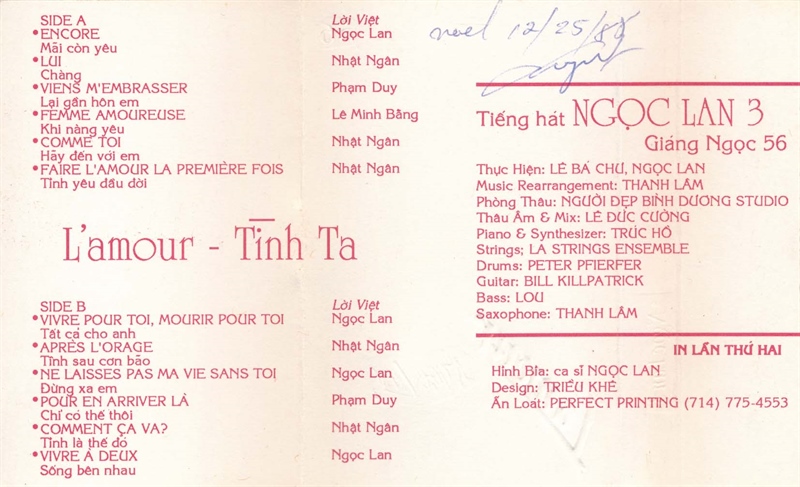 SIDE A Lời Việt
•ENCORE Ngọc Lan
Mãi còn yêu
•LUI Nhật Ngân
Chàng
•VIENS M'EMBRASSER Phạm Duy
Lại gần hôn em
•FEMME AMOUREUSE Lê Minh Bằng
Khi nàng yêu
•COMME TOI Nhật Ngân
Hãy đến với em
•FAIRE L'AMOUR LA PREMIÈRE FOIS Nhật Ngân
Tình yêu đầu đời
L'amour - Tình Ta
SIDE B Lời Việt
•VIVRE POUR TOI, MOURIR POUR TOI Ngọc Lan
Tất cả cho anh
•APRÈS L'ORAGE Nhật Ngân
Tình sau cơn bão
•NE LAISSES PAS MA VIE SANS TOI Ngọc Lan
Đừng xa em
•POUR EN ARRIVER LÀ Phạm Duy
Chỉ có thế thôi
•COMMENT ÇA VA? Nhật Ngân
Tình là thế đó
•VIVRE À DEUX Ngọc Lan
Sống bên nhau
noel 12/25/88
Tiếng hát NGỌC LAN 3
Giáng Ngọc 56
Thực Hiện: LÊ BÁ CHƯ, NGỌC LAN
Music Rearrangement: THANH LÂM
Phòng Thâu: NGƯỜI ĐẸP BÌNH DƯƠNG STUDIO
Thâu Âm & Mix: LÊ ĐỨC CƯỜNG
Piano & Synthesizer: TRÚC HỒ
Strings; LA STRINGS ENSEMBLE
Drums: PETER PFIERFER
Guitar: BILL KILLPATRICK
Bass: LOU
Saxophone: THANH LÂM
IN LẦN THỨ HAI
Hình Bìa: ca sĩ NGỌC LAN
Design: TRIỀU KHÊ
Ấn Loát: PERFECT PRINTING (714) 775-4553